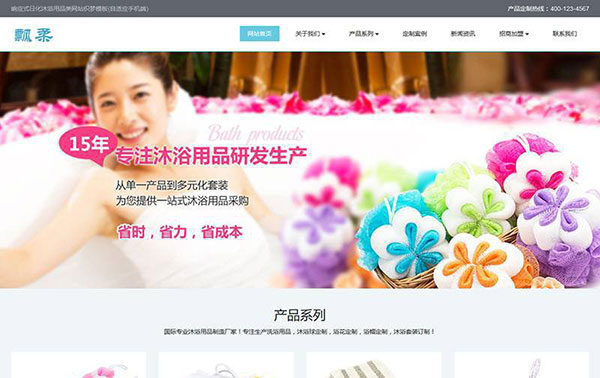 响应式日化沐浴用品类网站织梦模板(自适应手机端)
产品定制热线：400-123-4567
飘柔
网站首页 关于我们 产品系列 定制案例 新闻资讯 招商加盟 联系我们
Bath products
15年
专注沐浴用品研发生产
从单一产品到多元化套装
为您提供一站式沐浴用品采购
省时，省力，省成本
产品系列
国际专业沐浴用品制造厂家！专注生产洗浴用品，沐浴球定制，浴花定制，浴帽定制，沐浴套装订制！